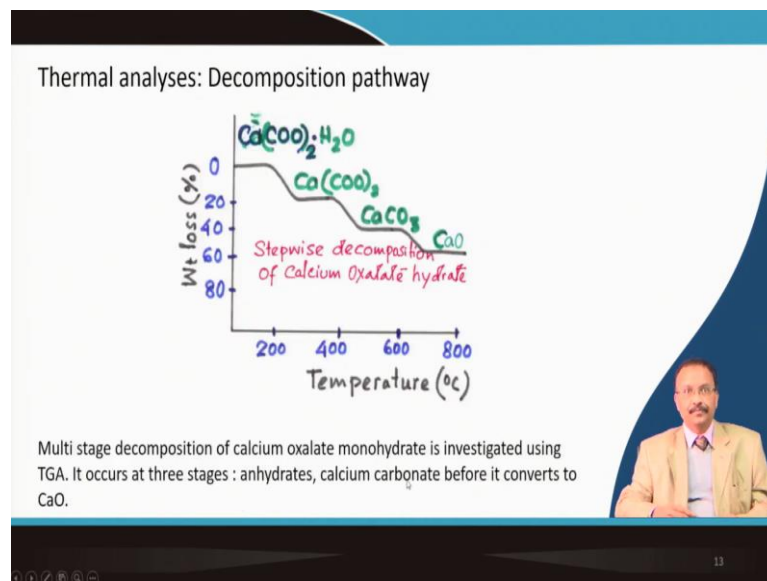 Thermal analyses: Decomposition pathway
Ca(COO)₂·H₂O
Ca(COO)₂
CaCO₃
CaO
0
20
40
60
80
Wt loss (%)
Stepwise decomposition
of Calcium Oxalate hydrate
200 400 600 800
Temperature (°C)
Multi stage decomposition of calcium oxalate monohydrate is investigated using
TGA. It occurs at three stages : anhydrates, calcium carbonate before it converts to
CaO.
13